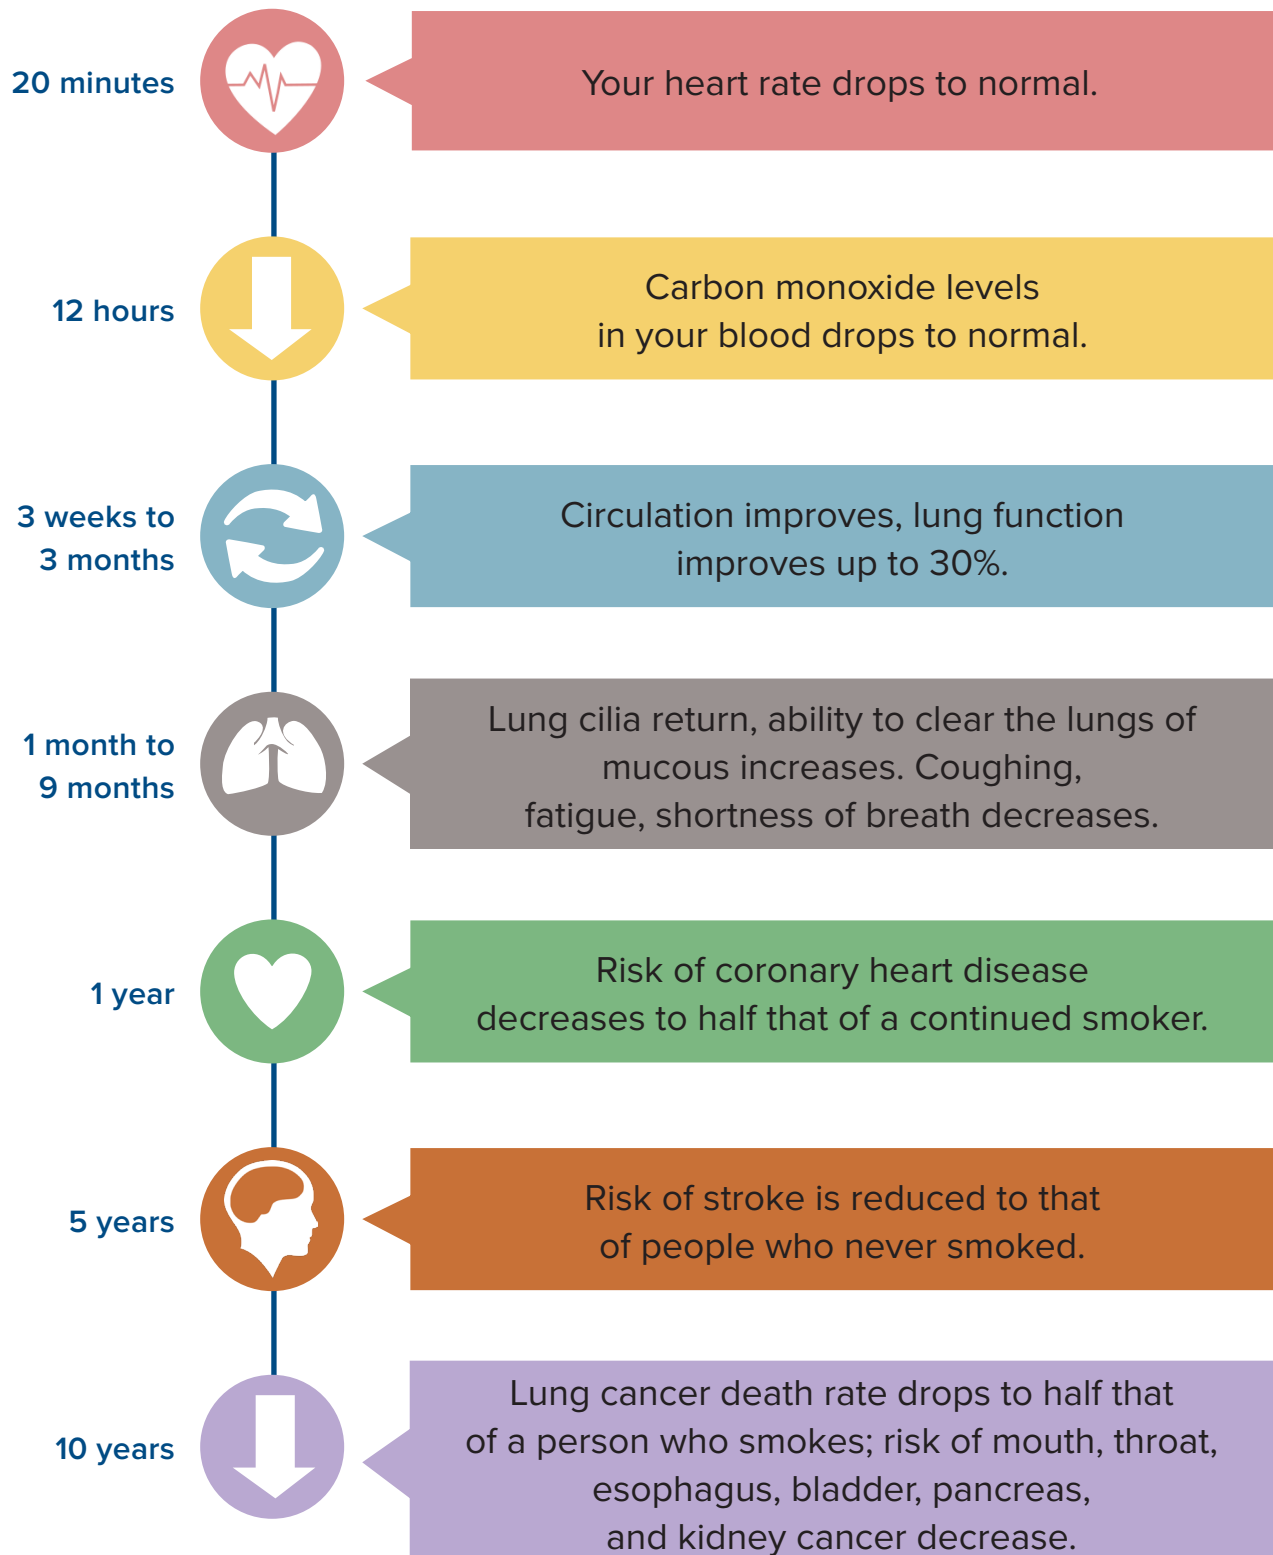 20 minutes
Your heart rate drops to normal.
12 hours
Carbon monoxide levels
in your blood drops to normal.
3 weeks to
3 months
Circulation improves, lung function
improves up to 30%.
1 month to
9 months
Lung cilia return, ability to clear the lungs of
mucous increases. Coughing,
fatigue, shortness of breath decreases.
1 year
Risk of coronary heart disease
decreases to half that of a continued smoker.
5 years
Risk of stroke is reduced to that
of people who never smoked.
10 years
Lung cancer death rate drops to half that
of a person who smokes; risk of mouth, throat,
esophagus, bladder, pancreas,
and kidney cancer decrease.